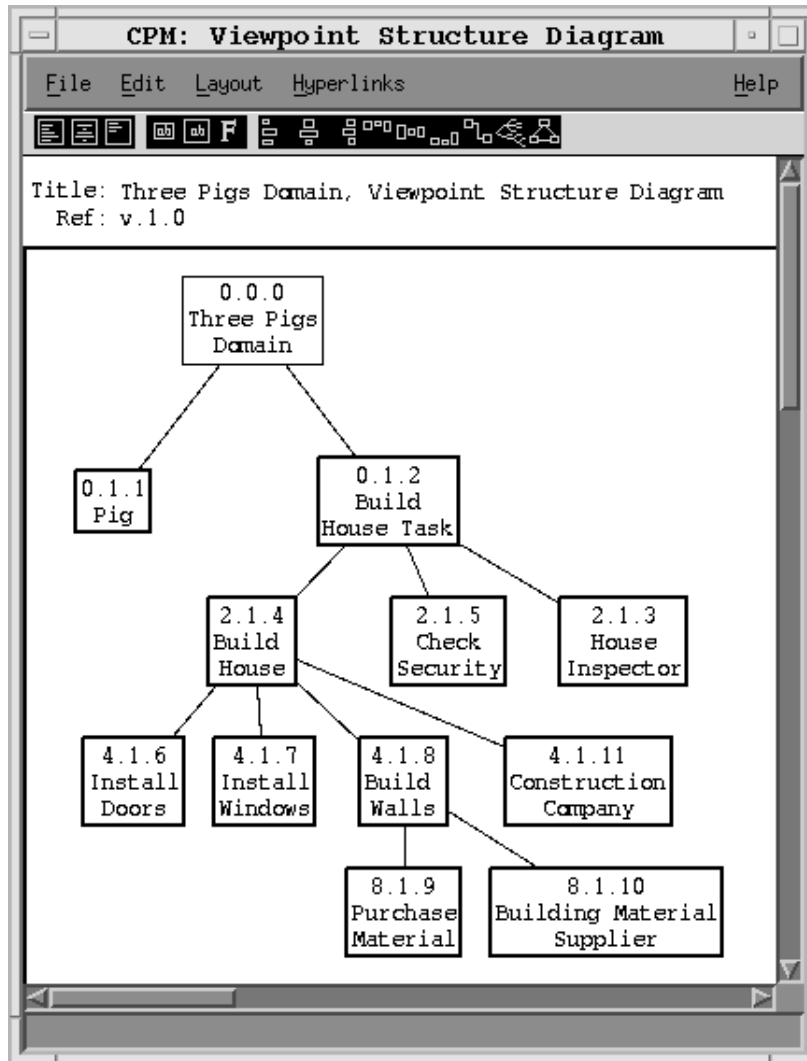 CPM: Viewpoint Structure Diagram
File Edit Layout Hyperlinks Help
ab ab F
Title: Three Pigs Domain, Viewpoint Structure Diagram
Ref: v.1.0
0.0.0
Three Pigs
Domain
0.1.1
Pig
0.1.2
Build
House Task
2.1.4
Build
House
2.1.5
Check
Security
2.1.3
House
Inspector
4.1.6
Install
Doors
4.1.7
Install
Windows
4.1.8
Build
Walls
4.1.11
Construction
Company
8.1.9
Purchase
Material
8.1.10
Building Material
Supplier